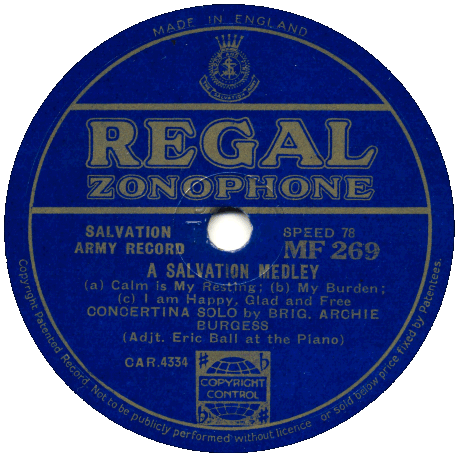 MADE IN ENGLAND
THE SALVATION ARMY
REGAL
ZONOPHONE
SALVATION
ARMY RECORD
SPEED 78
MF 269
A SALVATION MEDLEY
(a) Calm is My Resting; (b) My Burden;
(c) I am Happy, Glad and Free
CONCERTINA SOLO by BRIG. ARCHIE
BURGESS
(Adjt. Eric Ball at the Piano)
CAR.4334
COPYRIGHT
CONTROL
Copyright Patented Record. Not to be publicly performed without licence or sold below price fixed by Patentees.